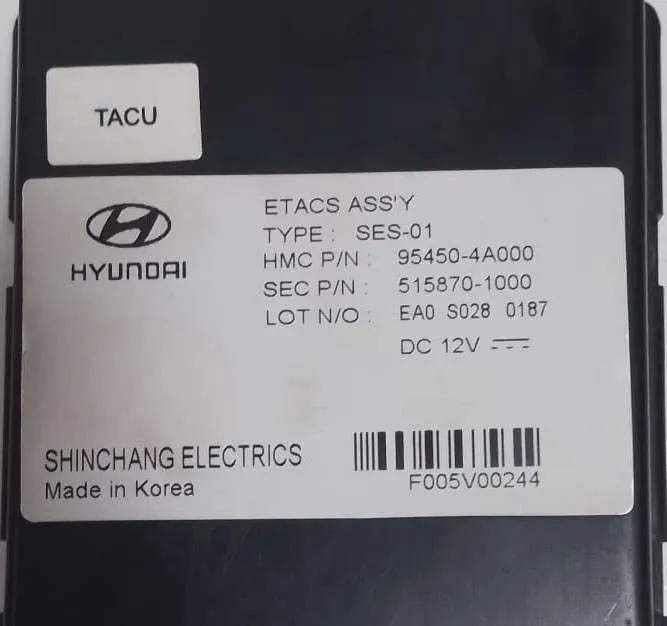 TACU
HYUNDAI
ETACS ASS'Y
TYPE : SES-01
HMC P/N : 95450-4A000
SEC P/N : 515870-1000
LOT N/O : EA0 S028 0187
DC 12V
SHINCHANG ELECTRICS
Made in Korea
F005V00244